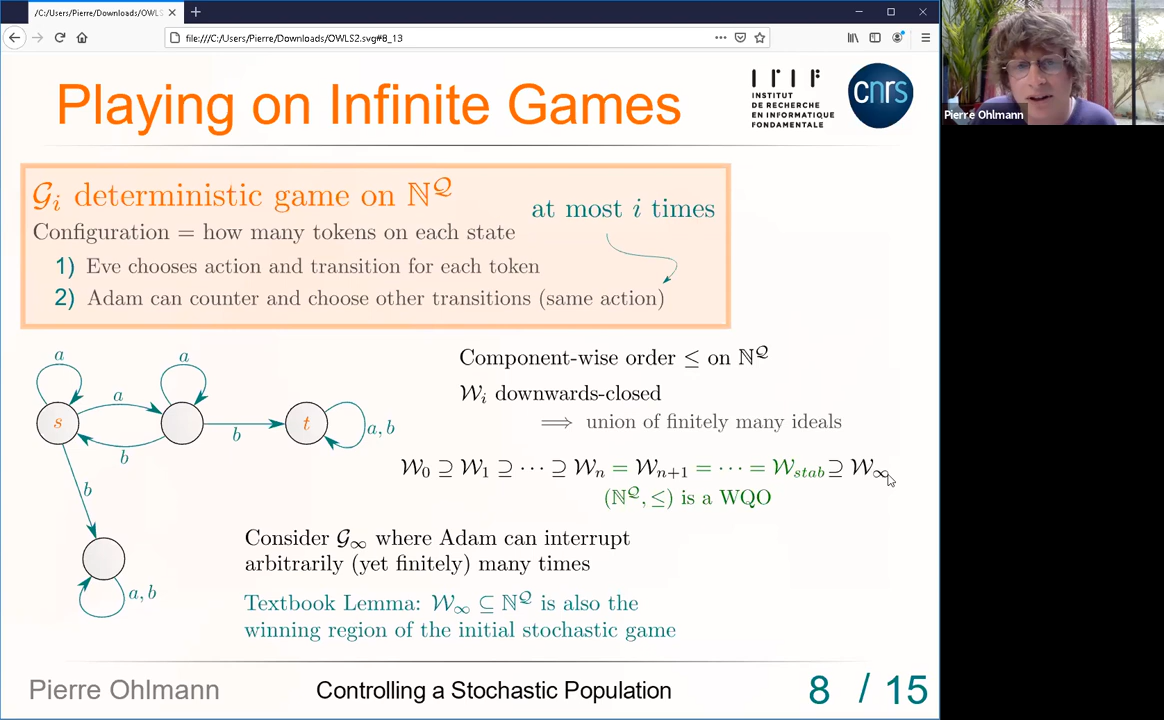 /C:/Users/Pierre/Downloads/OWLS
file:///C:/Users/Pierre/Downloads/OWLS2.svg#8_13
Playing on Infinite Games
INSTITUT
DE RECHERCHE
EN INFORMATIQUE
FONDAMENTALE
cnrs
Pierre Ohlmann
𝒢ᵢ deterministic game on ℕ^𝒬
at most i times
Configuration = how many tokens on each state
1) Eve chooses action and transition for each token
2) Adam can counter and choose other transitions (same action)
a
a
a
s
t
a, b
b
b
b
a, b
Component-wise order ≤ on ℕ^𝒬
𝒲ᵢ downwards-closed
⟹ union of finitely many ideals
𝒲₀ ⊇ 𝒲₁ ⊇ ⋯ ⊇ 𝒲ₙ = 𝒲ₙ₊₁ = ⋯ = 𝒲_stab ⊇ 𝒲_∞
(ℕ^𝒬, ≤) is a WQO
Consider 𝒢_∞ where Adam can interrupt
arbitrarily (yet finitely) many times
Textbook Lemma: 𝒲_∞ ⊆ ℕ^𝒬 is also the
winning region of the initial stochastic game
Pierre Ohlmann
Controlling a Stochastic Population
8 / 15